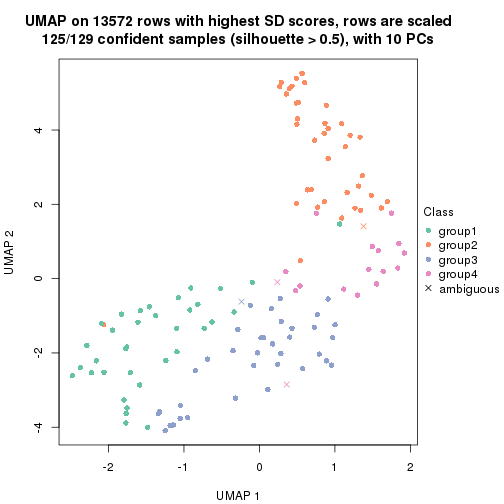 UMAP on 13572 rows with highest SD scores, rows are scaled
125/129 confident samples (silhouette > 0.5), with 10 PCs
4
2
0
-2
-4
UMAP 2
-2
-1
0
1
2
UMAP 1
Class
group1
group2
group3
group4
ambiguous